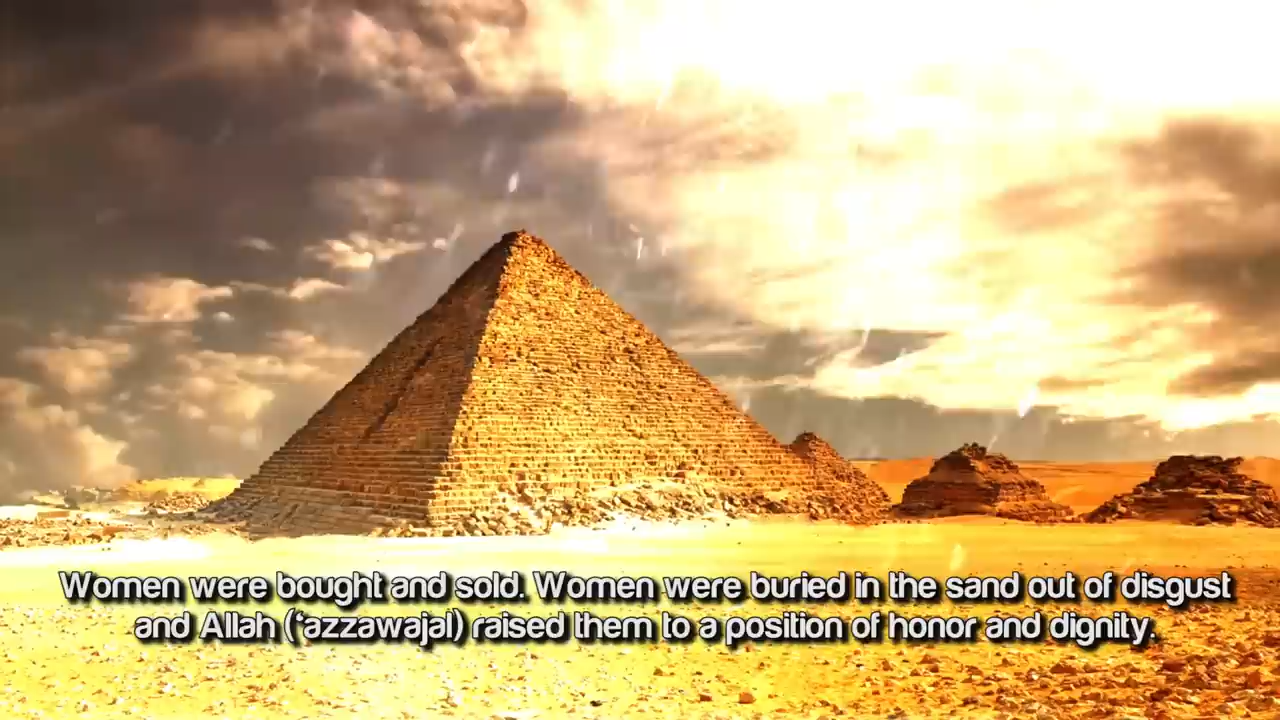 Women were bought and sold. Women were buried in the sand out of disgust
and Allah (‘azzawajal) raised them to a position of honor and dignity.